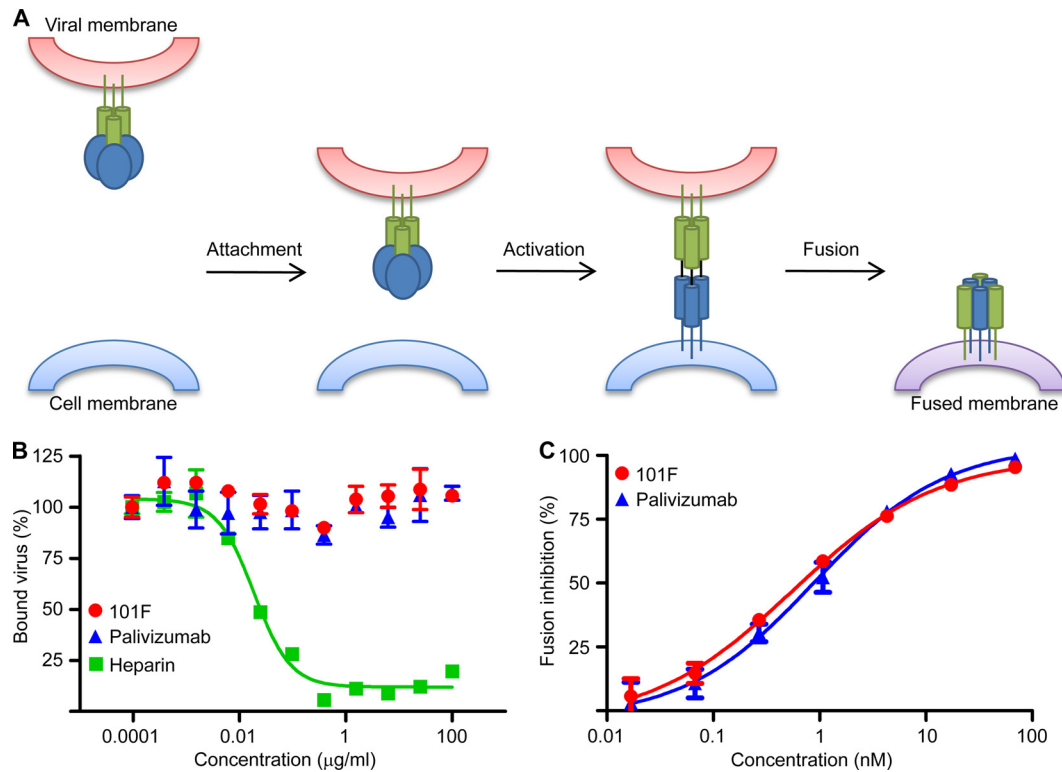 A
Viral membrane
Attachment
Activation
Fusion
Cell membrane
Fused membrane
B
125
100
75
50
25
Bound virus (%)
101F
Palivizumab
Heparin
0.0001
0.01
1
100
Concentration (μg/ml)
C
100
75
50
25
Fusion inhibition (%)
101F
Palivizumab
0.01
0.1
1
10
100
Concentration (nM)